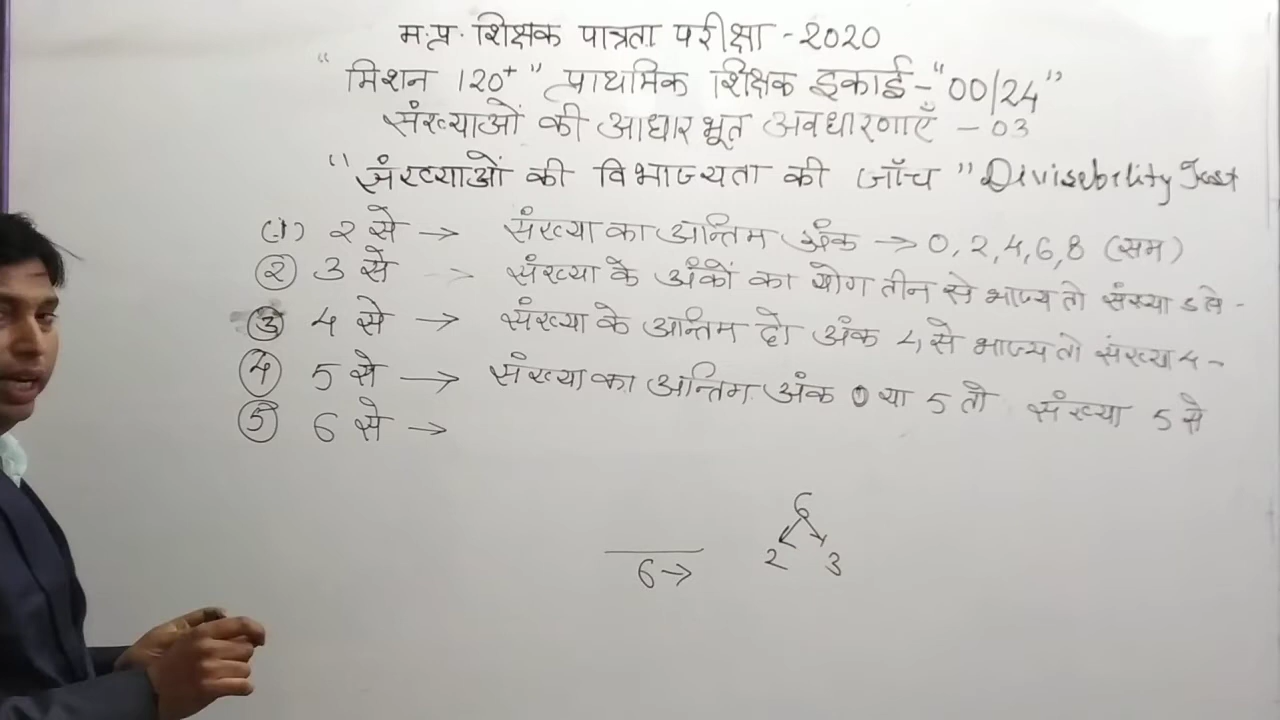 म.प्र. शिक्षक पात्रता परीक्षा - 2020
"मिशन 120+" प्राथमिक शिक्षक इकाई - "00/24"
संख्याओं की आधारभूत अवधारणाएँ - 03
"संख्याओं की विभाज्यता की जाँच" Divisebility Test
(1) 2 से → संख्या का अन्तिम अंक → 0, 2, 4, 6, 8 (सम)
(2) 3 से → संख्या के अंकों का योग तीन से भाज्य तो संख्या
(3) 4 से → संख्या के अन्तिम दो अंक 4 से भाज्य तो संख्या 4 -
(4) 5 से → संख्या का अन्तिम अंक 0 या 5 तो संख्या 5 से
(5) 6 से →
6
2 3
6 →